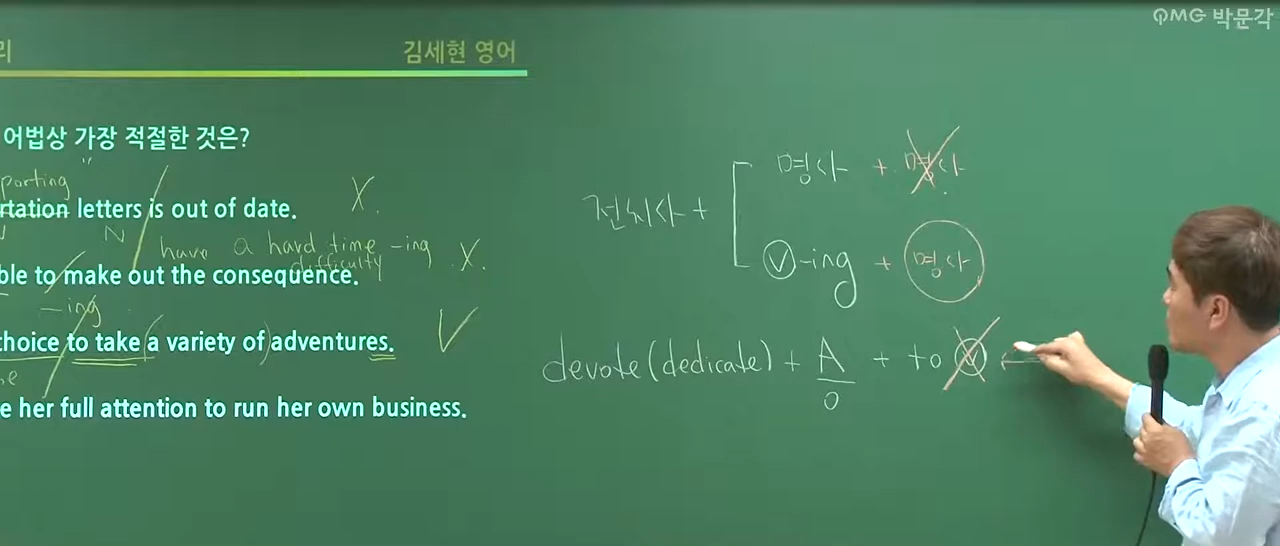 QMG 박문각
리
김세현 영어
어법상 가장 적절한 것은?
porting
rtation letters is out of date. X.
N
have a hard time -ing
difficulty
ble to make out the consequence. X.
-ing
choice to take (a variety of) adventures. V
e her full attention to run her own business.
전치사 +
명사 + 명사
V-ing + 명사
devote(dedicate) + A + to V
O